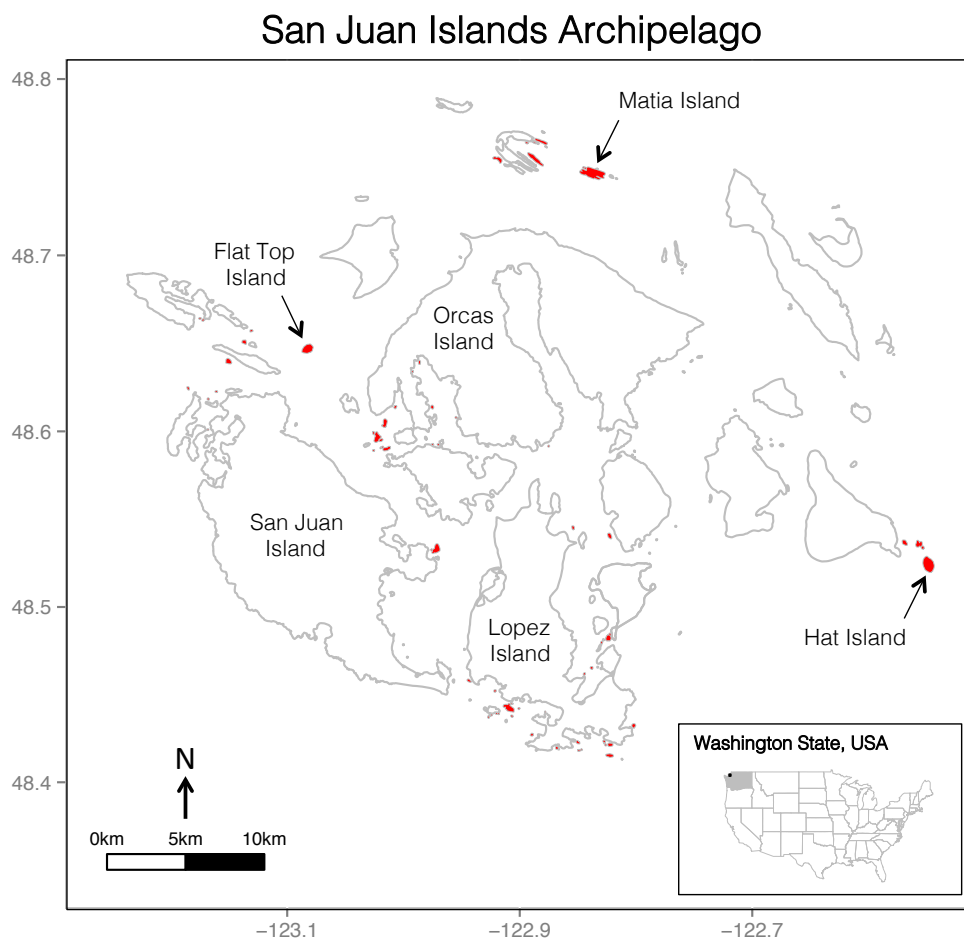 San Juan Islands Archipelago
48.8
Matia Island
48.7
Flat Top
Island
Orcas
Island
48.6
San Juan
Island
48.5
Lopez
Island
Hat Island
48.4
N
0km 5km 10km
Washington State, USA
−123.1 −122.9 −122.7